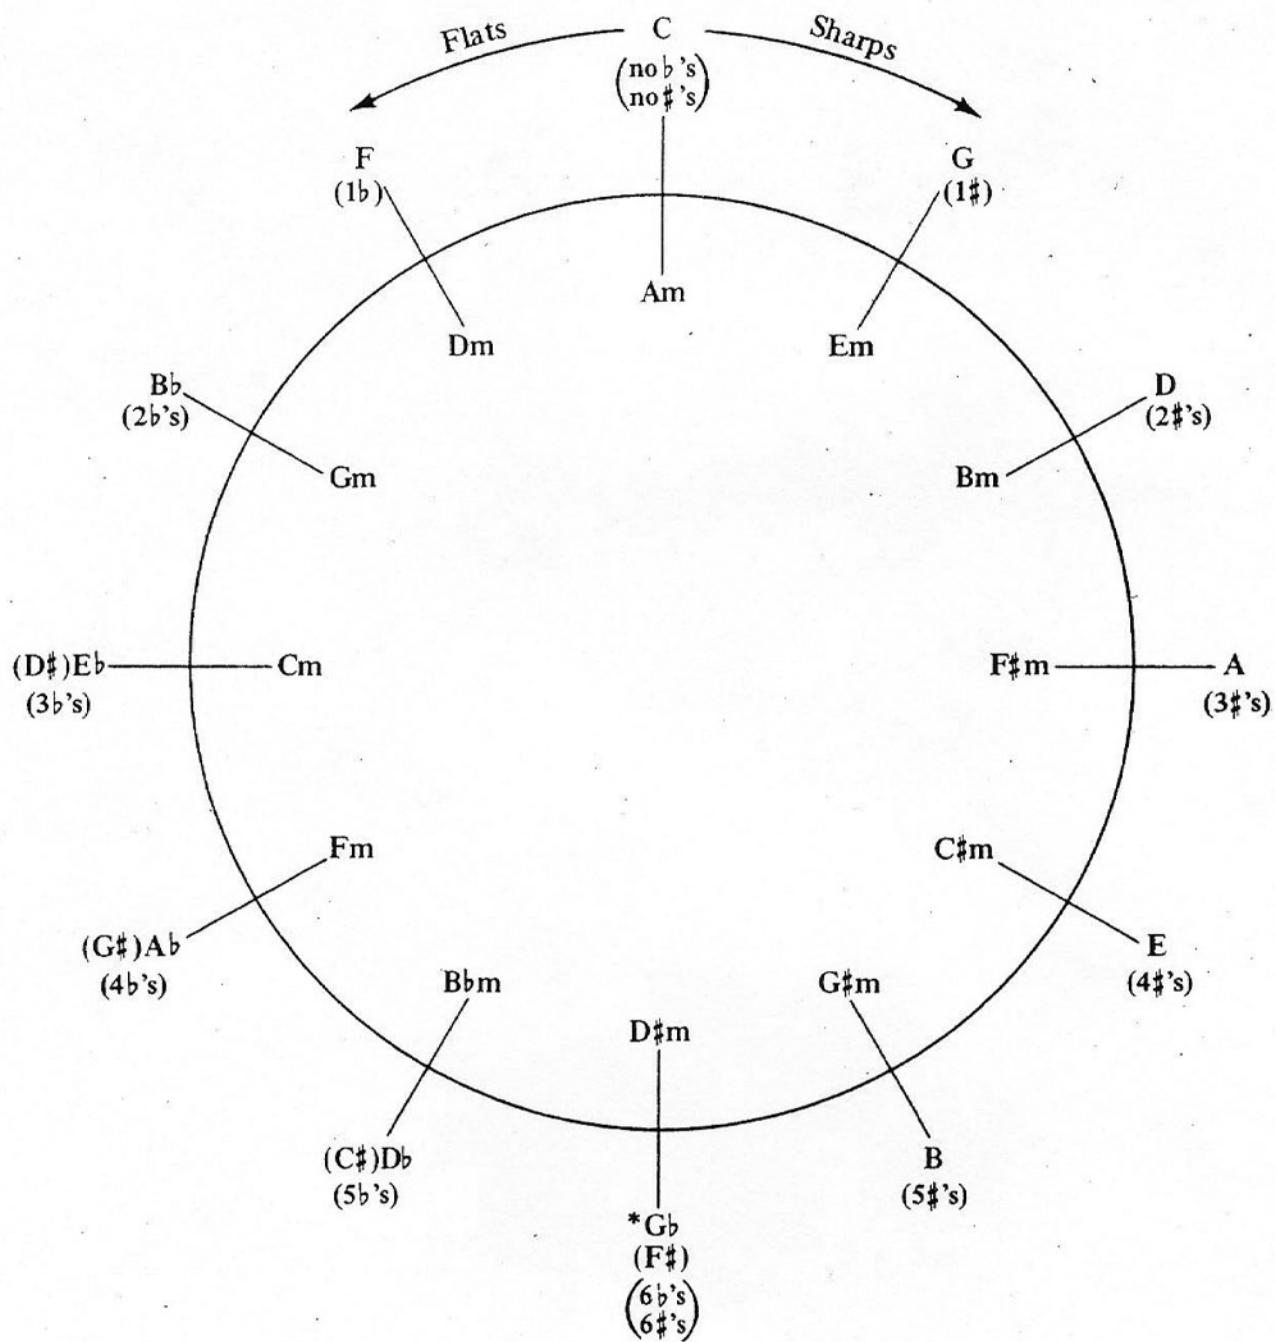 Flats
C
Sharps
(no♭'s
no♯'s)
F
(1♭)
G
(1♯)
Am
Dm
Em
B♭
(2♭'s)
D
(2♯'s)
Gm
Bm
(D♯)E♭
(3♭'s)
Cm
F♯m
A
(3♯'s)
Fm
C♯m
(G♯)A♭
(4♭'s)
E
(4♯'s)
B♭m
G♯m
D♯m
(C♯)D♭
(5♭'s)
B
(5♯'s)
*G♭
(F♯)
(6♭'s
6♯'s)